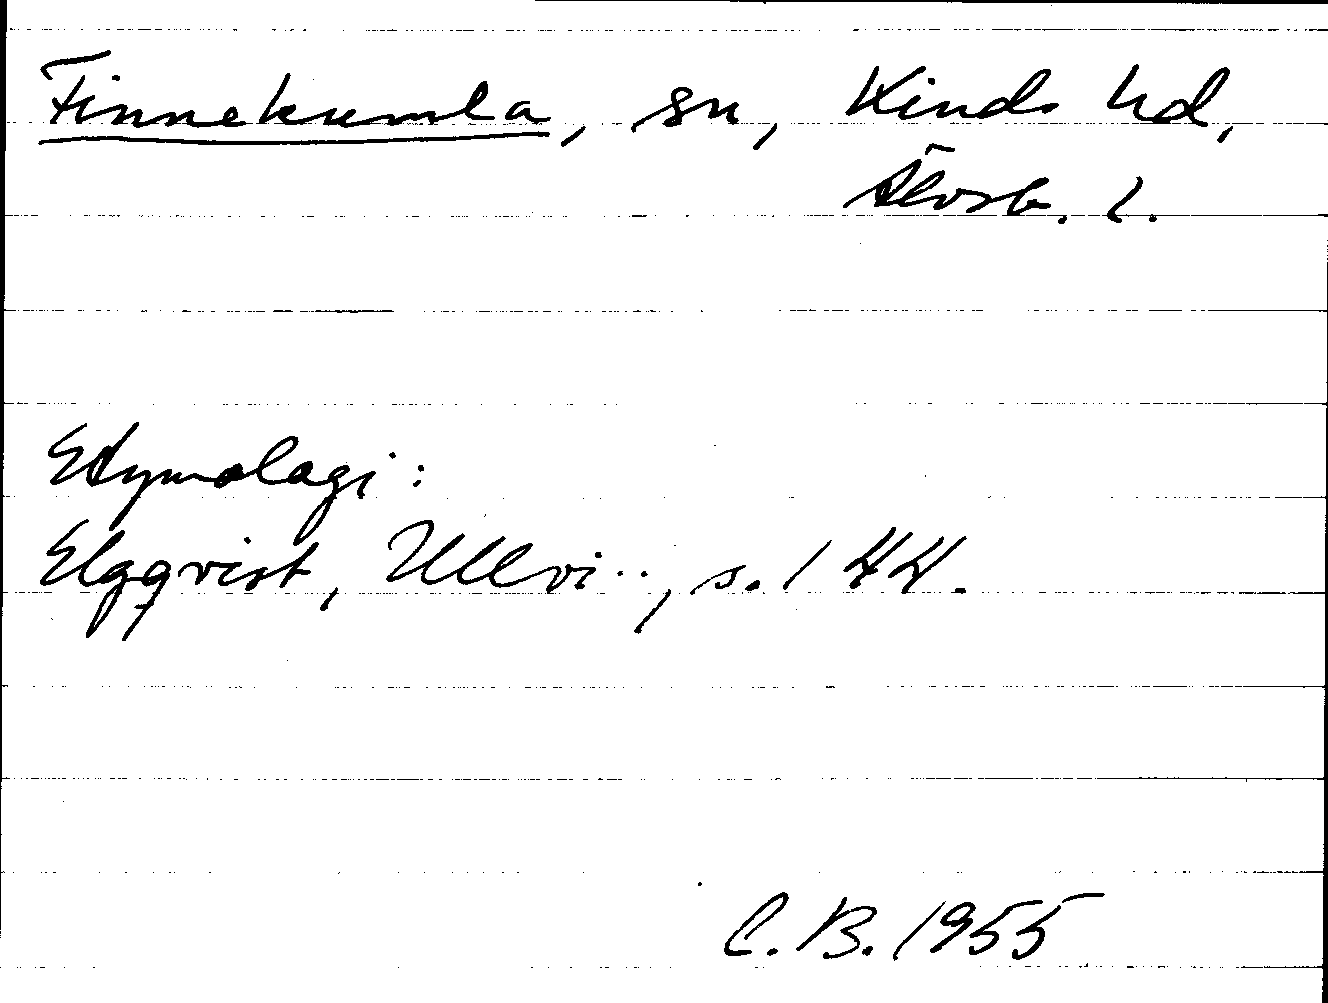 Finnekumla, sn, Kinds hd,
Älvsb. l.
Etymologi:
Elgqvist, Ullvi.., s. 144.
C.B. 1955